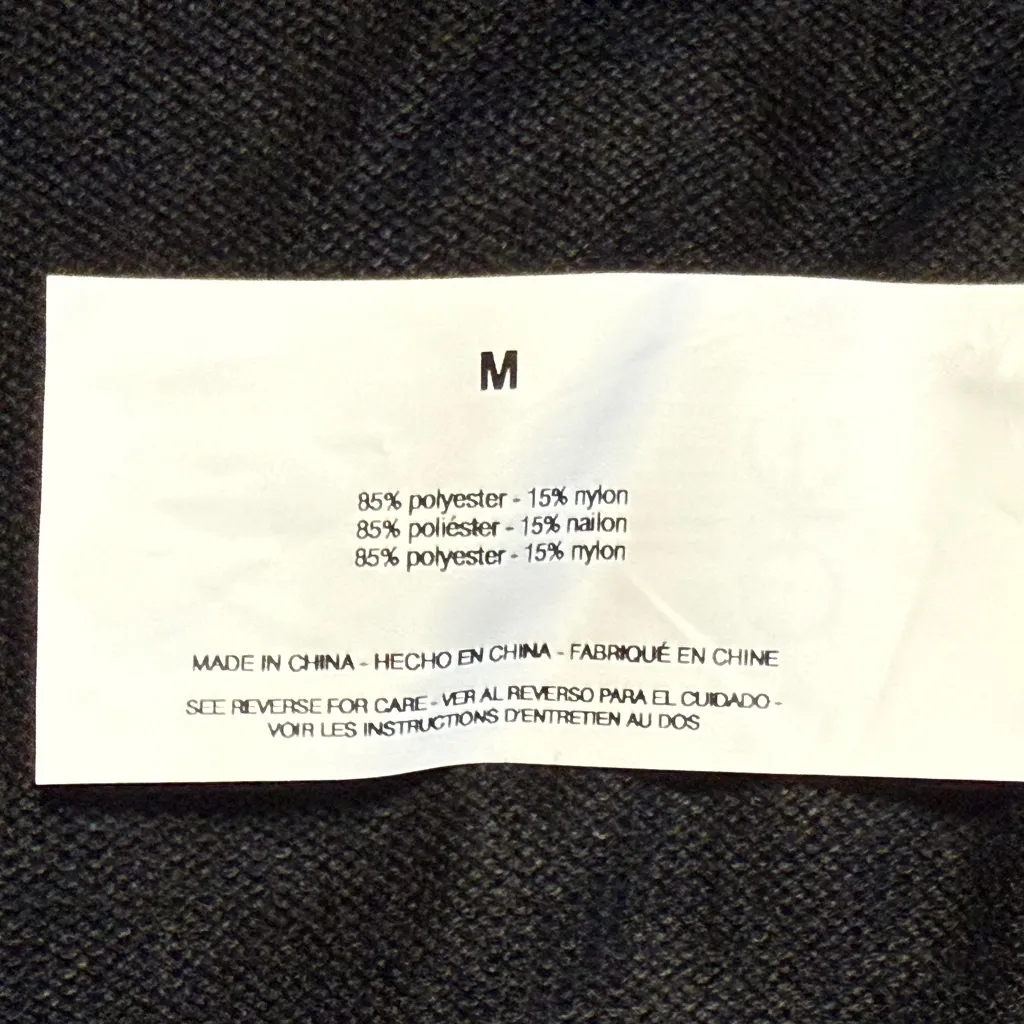 M
85% polyester - 15% nylon
85% poliéster - 15% nailon
85% polyester - 15% nylon
MADE IN CHINA - HECHO EN CHINA - FABRIQUÉ EN CHINE
SEE REVERSE FOR CARE - VER AL REVERSO PARA EL CUIDADO -
VOIR LES INSTRUCTIONS D'ENTRETIEN AU DOS